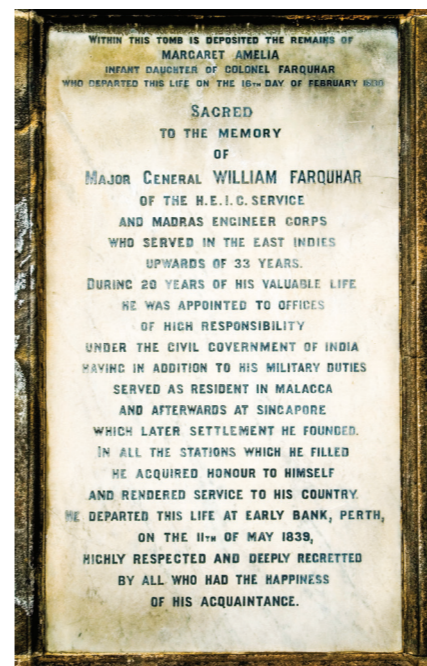 WITHIN THIS TOMB IS DEPOSITED THE REMAINS OF
MARGARET AMELIA
INFANT DAUGHTER OF COLONEL FARQUHAR
WHO DEPARTED THIS LIFE ON THE 16TH DAY OF FEBRUARY
SACRED
TO THE MEMORY
OF
MAJOR GENERAL WILLIAM FARQUHAR
OF THE H.E.I.C. SERVICE
AND MADRAS ENGINEER CORPS
WHO SERVED IN THE EAST INDIES
UPWARDS OF 33 YEARS.
DURING 20 YEARS OF HIS VALUABLE LIFE
HE WAS APPOINTED TO OFFICES
OF HIGH RESPONSIBILITY
UNDER THE CIVIL GOVERNMENT OF INDIA
HAVING IN ADDITION TO HIS MILITARY DUTIES
SERVED AS RESIDENT IN MALACCA
AND AFTERWARDS AT SINGAPORE
WHICH LATER SETTLEMENT HE FOUNDED.
IN ALL THE STATIONS WHICH HE FILLED
HE ACQUIRED HONOUR TO HIMSELF
AND RENDERED SERVICE TO HIS COUNTRY.
HE DEPARTED THIS LIFE AT EARLY BANK, PERTH,
ON THE 11TH OF MAY 1839,
HIGHLY RESPECTED AND DEEPLY REGRETTED
BY ALL WHO HAD THE HAPPINESS
OF HIS ACQUAINTANCE.